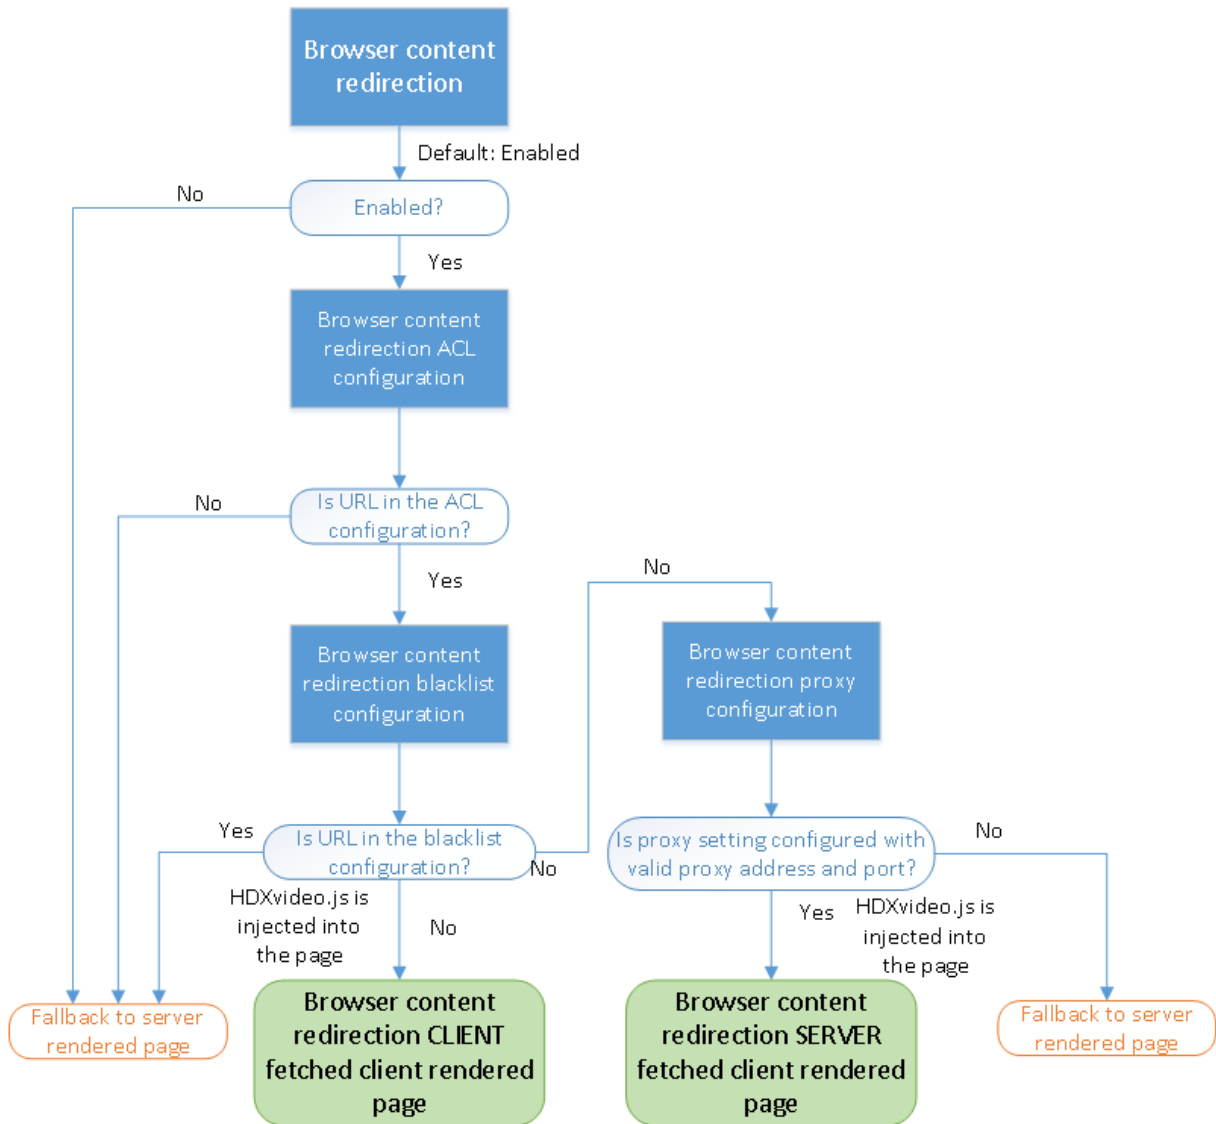 Browser content
redirection
Default: Enabled
No
Enabled?
Yes
Browser content
redirection ACL
configuration
No
Is URL in the ACL
configuration?
Yes
No
Browser content
redirection blacklist
configuration
Browser content
redirection proxy
configuration
Yes
Is URL in the blacklist
configuration?
No
Is proxy setting configured with
valid proxy address and port?
No
HDXvideo.js is
injected into
the page
No
Yes
HDXvideo.js is
injected into
the page
Fallback to server
rendered page
Browser content
redirection CLIENT
fetched client rendered
page
Browser content
redirection SERVER
fetched client rendered
page
Fallback to server
rendered page